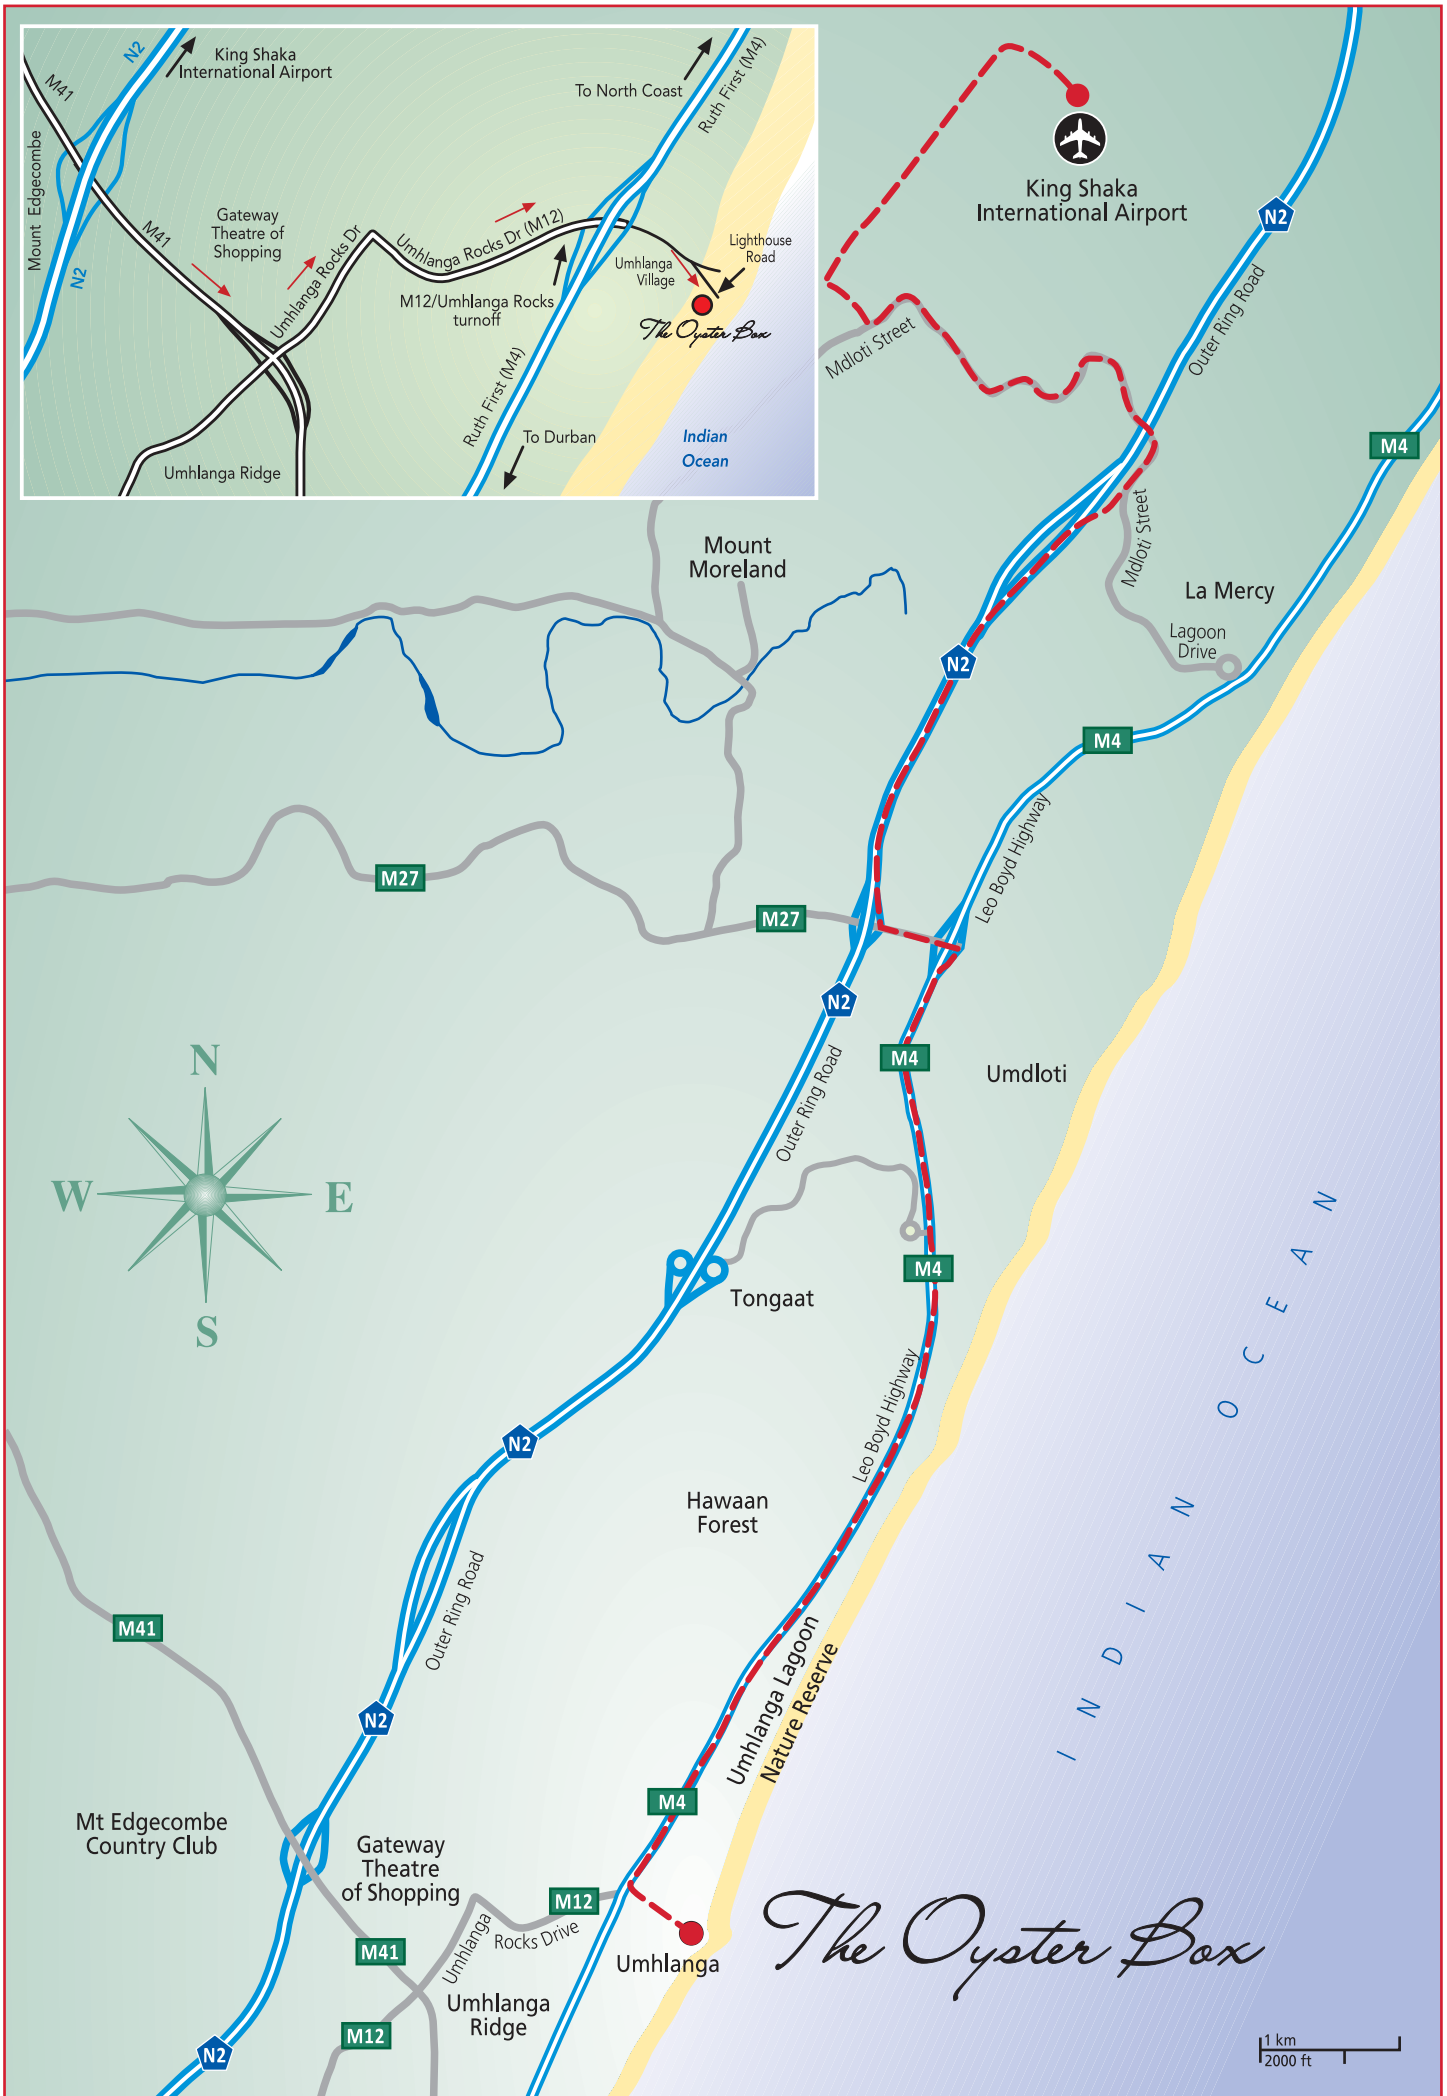 N2
King Shaka
International Airport
M41
Mount Edgecombe
To North Coast
Ruth First (M4)
M41
Gateway
Theatre of
Shopping
Umhlanga Rocks Dr
Umhlanga Rocks Dr (M12)
Lighthouse
Road
Umhlanga
Village
N2
M12/Umhlanga Rocks
turnoff
The Oyster Box
Ruth First (M4)
To Durban
Indian
Ocean
Umhlanga Ridge
King Shaka
International Airport
N2
Outer Ring Road
Mdloti Street
M4
Mdloti Street
Mount
Moreland
La Mercy
Lagoon
Drive
N2
M4
Leo Boyd Highway
M27
M27
N2
Outer Ring Road
M4
Umdloti
N
W
E
S
M4
Tongaat
Leo Boyd Highway
INDIAN OCEAN
N2
Hawaan
Forest
Outer Ring Road
M41
Umhlanga Lagoon
Nature Reserve
N2
M4
Mt Edgecombe
Country Club
Gateway
Theatre
of Shopping
M12
Umhlanga
Rocks Drive
M41
Umhlanga
The Oyster Box
Umhlanga
Ridge
M12
N2
1 km
2000 ft